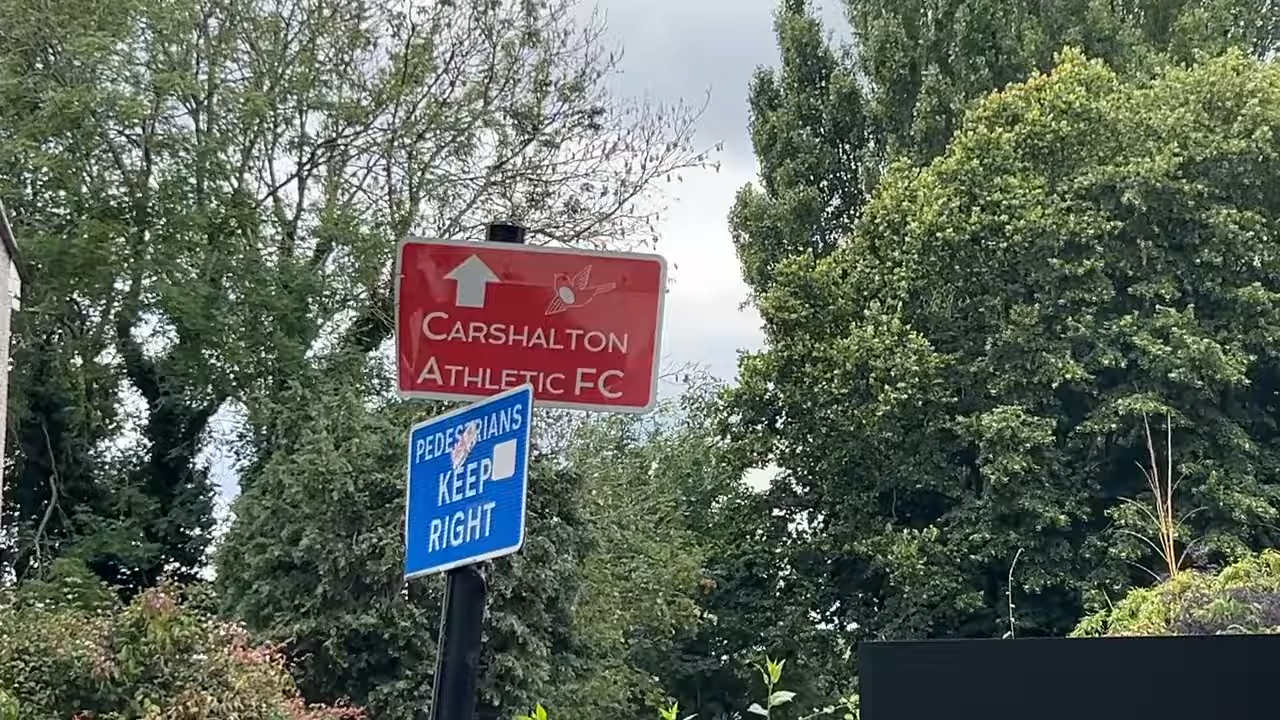 CARSHALTON
ATHLETIC FC
PEDESTRIANS
KEEP
RIGHT